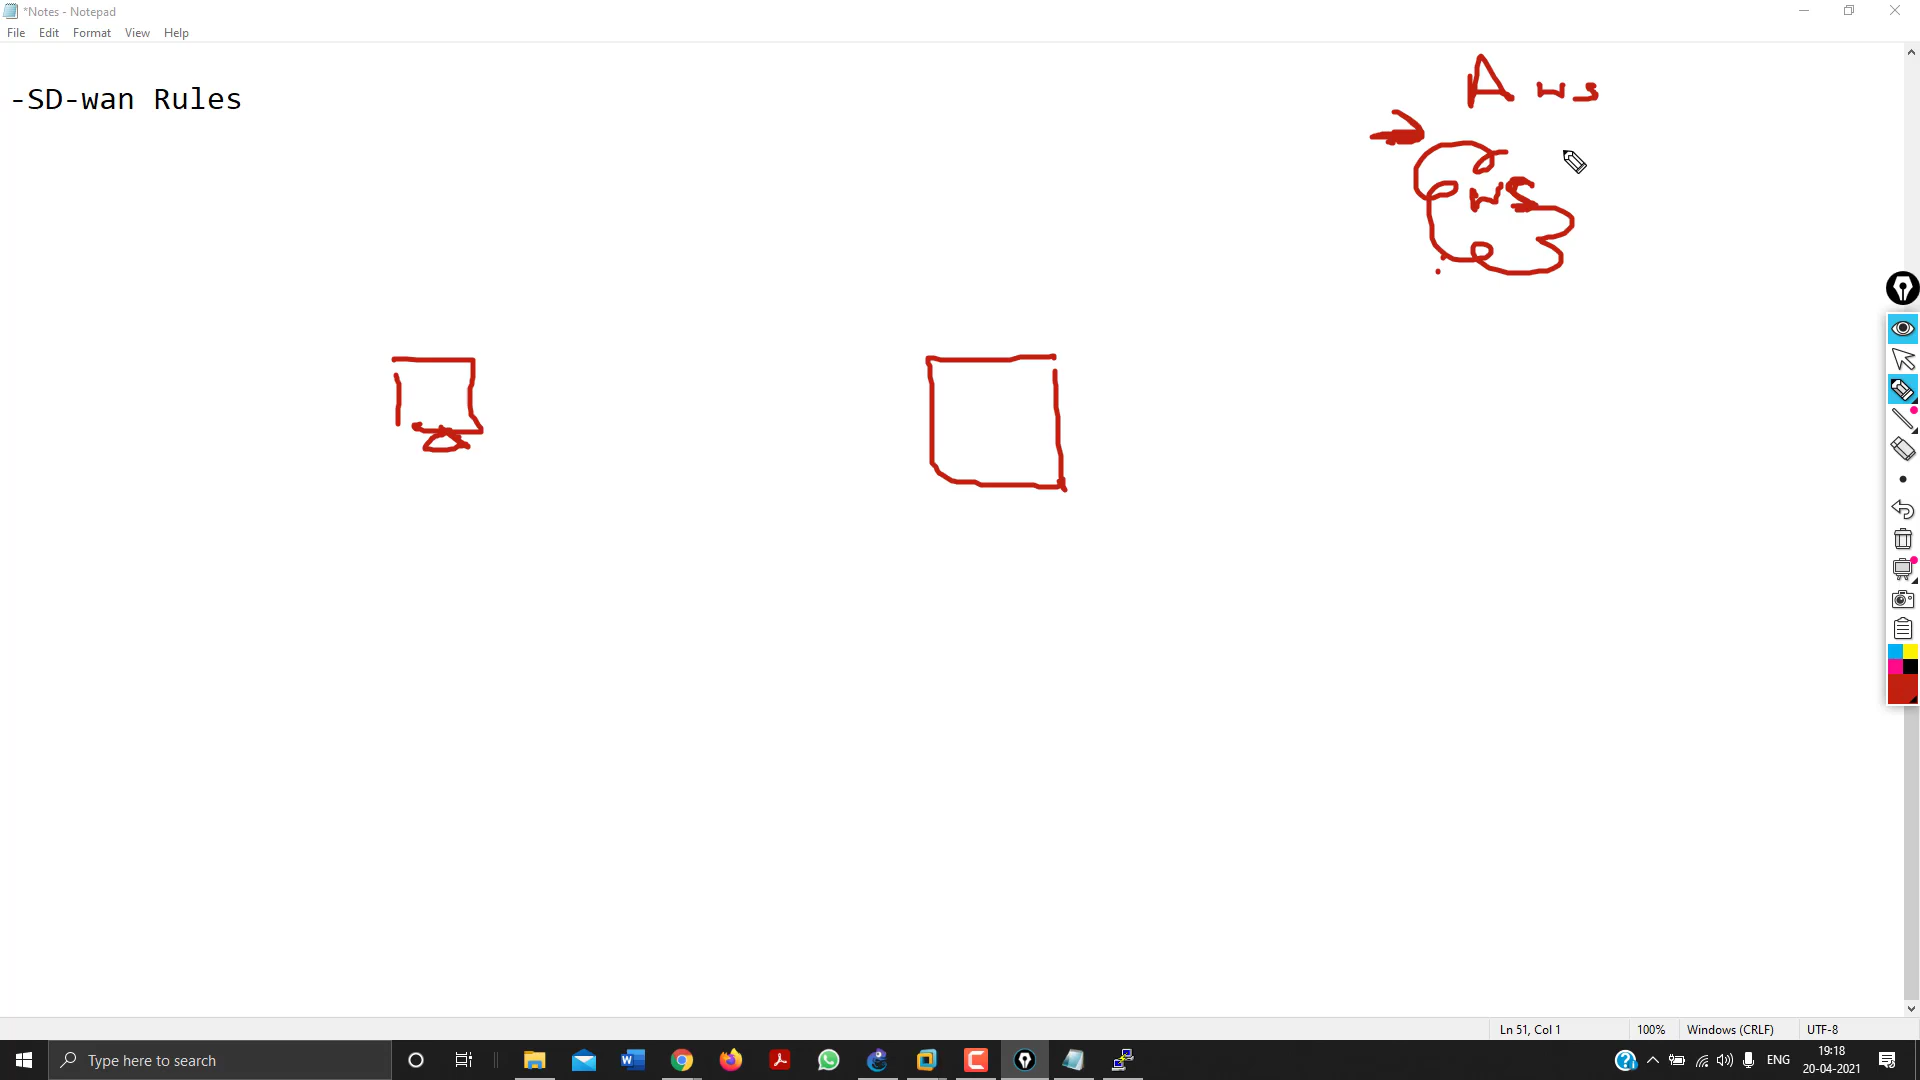 *Notes - Notepad
File Edit Format View Help
-SD-wan Rules
Aws
ws
Ln 51, Col 1 100% Windows (CRLF) UTF-8
Type here to search
ENG
19:18
20-04-2021